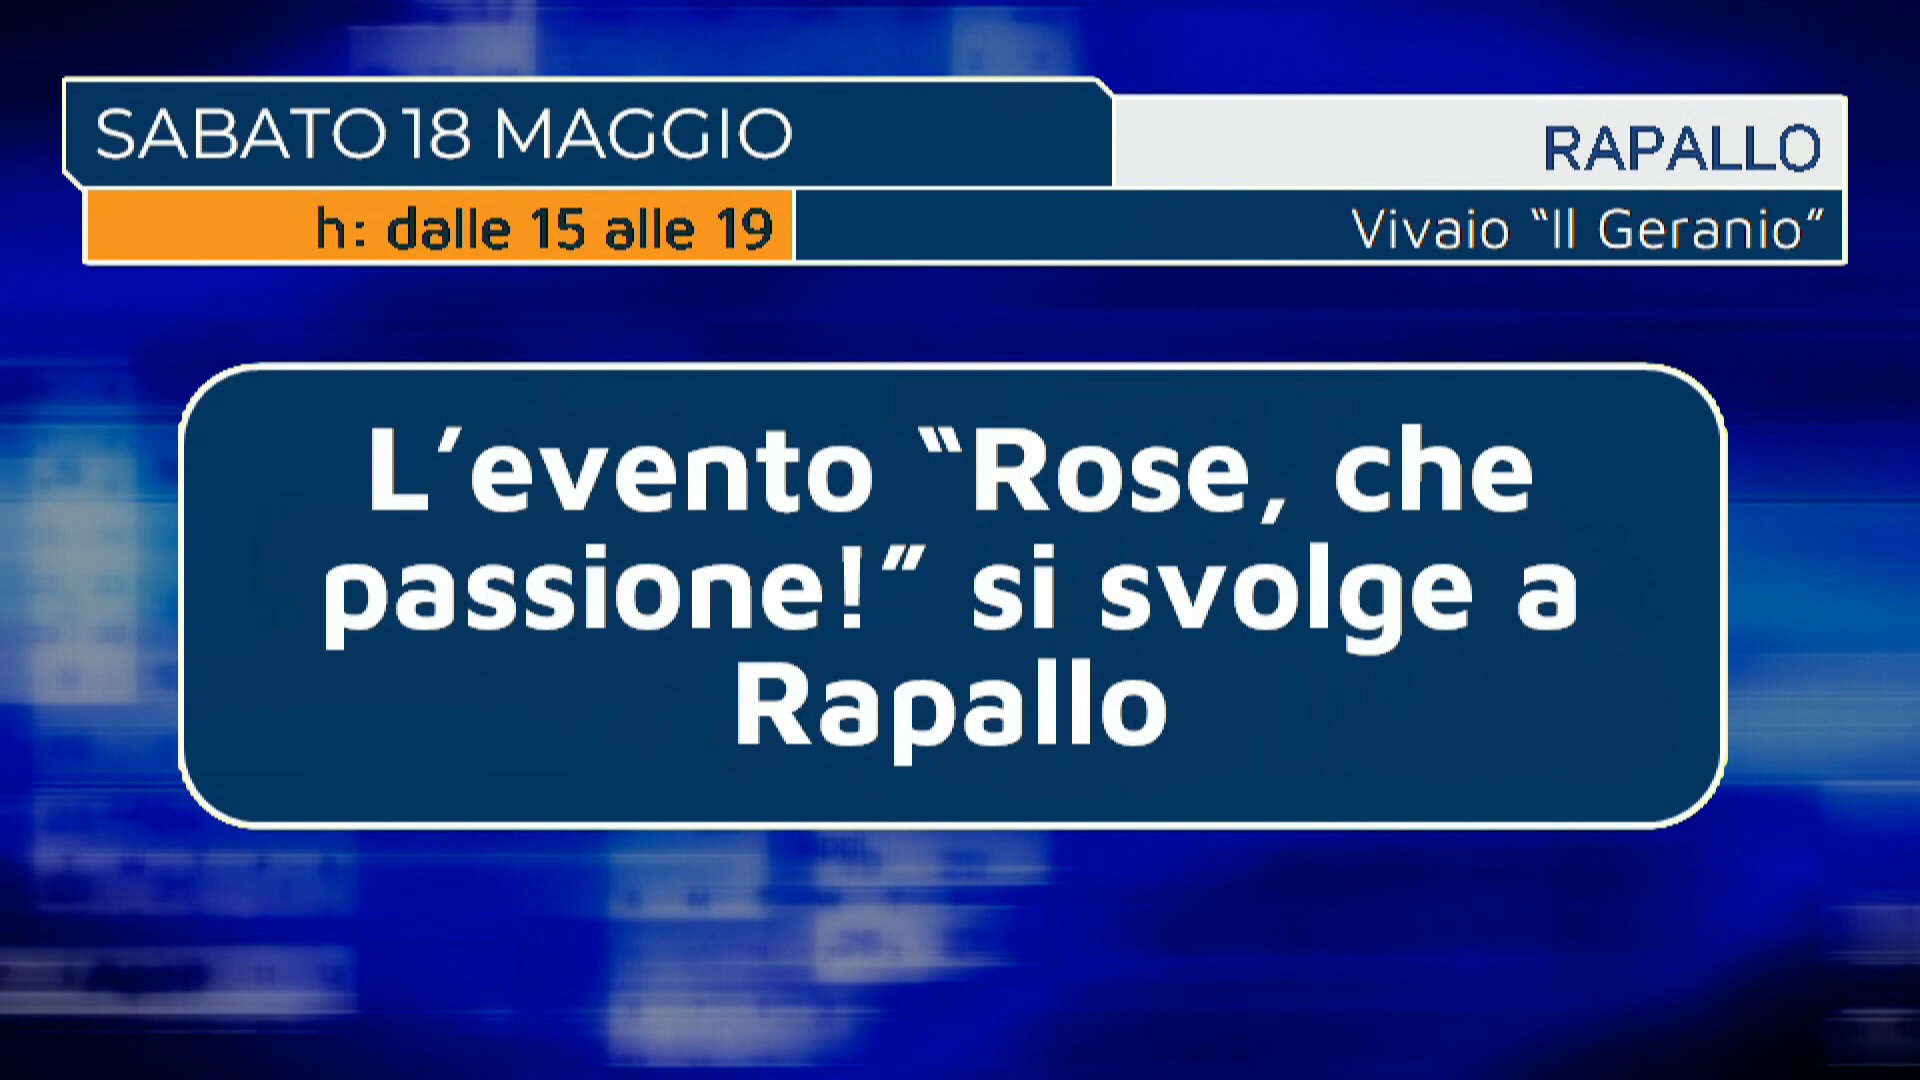 SABATO 18 MAGGIO
RAPALLO
h: dalle 15 alle 19
Vivaio “Il Geranio”
L’evento “Rose, che
passione!” si svolge a
Rapallo